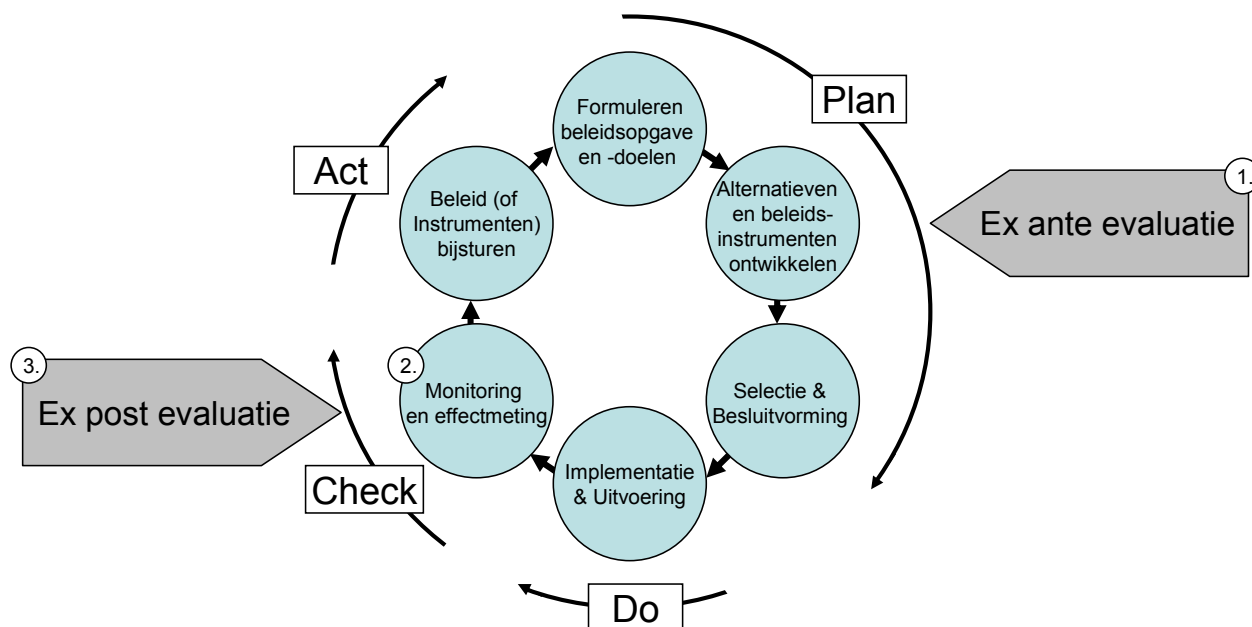 Plan
Formuleren
beleidsopgave
en -doelen
Act
1.
Ex ante evaluatie
Alternatieven
en beleids-
instrumenten
ontwikkelen
Beleid (of
Instrumenten)
bijsturen
3.
Ex post evaluatie
2.
Monitoring
en effectmeting
Selectie &
Besluitvorming
Implementatie
& Uitvoering
Check
Do